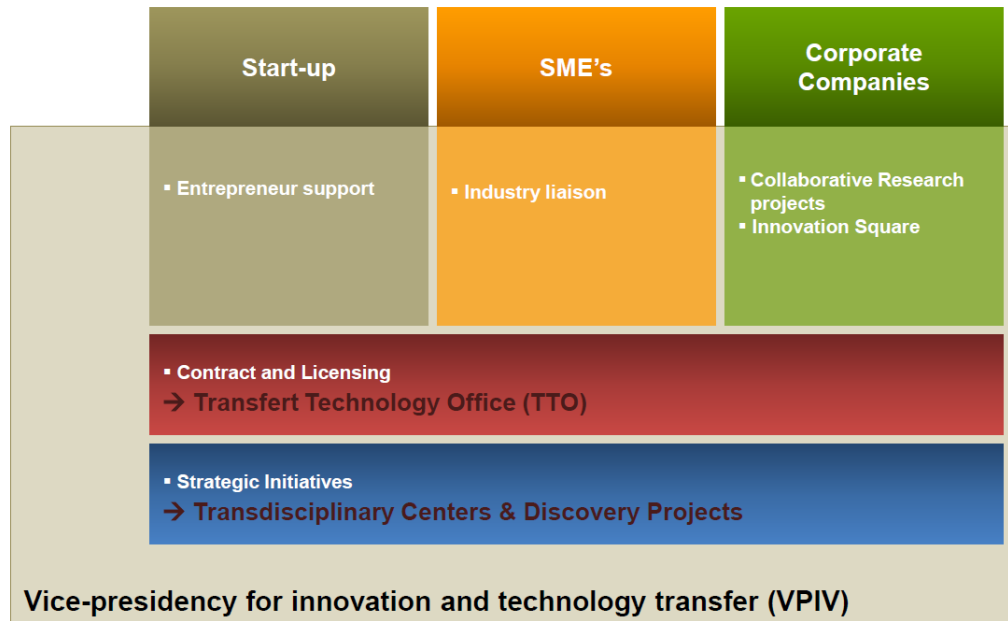 Start-up
SME's
Corporate
Companies
▪ Entrepreneur support
▪ Industry liaison
▪ Collaborative Research
projects
▪ Innovation Square
▪ Contract and Licensing
→ Transfert Technology Office (TTO)
▪ Strategic Initiatives
→ Transdisciplinary Centers & Discovery Projects
Vice-presidency for innovation and technology transfer (VPIV)